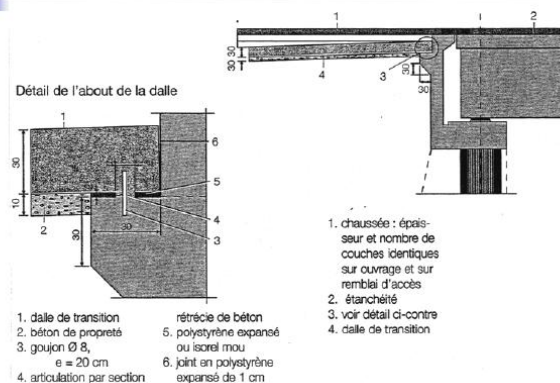 1
2
30
30
4
3
30
30
Détail de l'about de la dalle
1
6
30
5
10
4
30
30
3
2
1. dalle de transition
2. béton de propreté
3. goujon Ø 8,
e = 20 cm
4. articulation par section
rétrécie de béton
5. polystyrène expansé
ou isorel mou
6. joint en polystyrène
expansé de 1 cm
1. chaussée : épais-
seur et nombre de
couches identiques
sur ouvrage et sur
remblai d'accès
2. étanchéité
3. voir détail ci-contre
4. dalle de transition